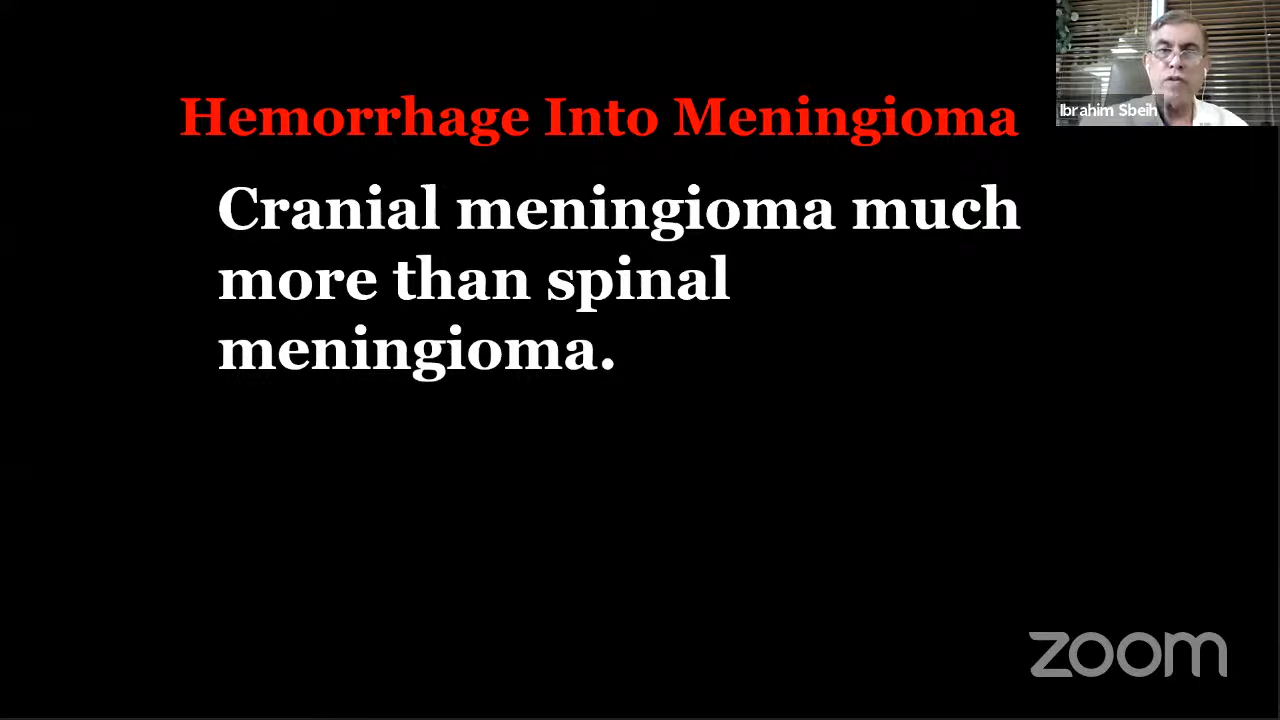 Hemorrhage Into Meningioma
Ibrahim Sbeih
Cranial meningioma much
more than spinal
meningioma.
zoom